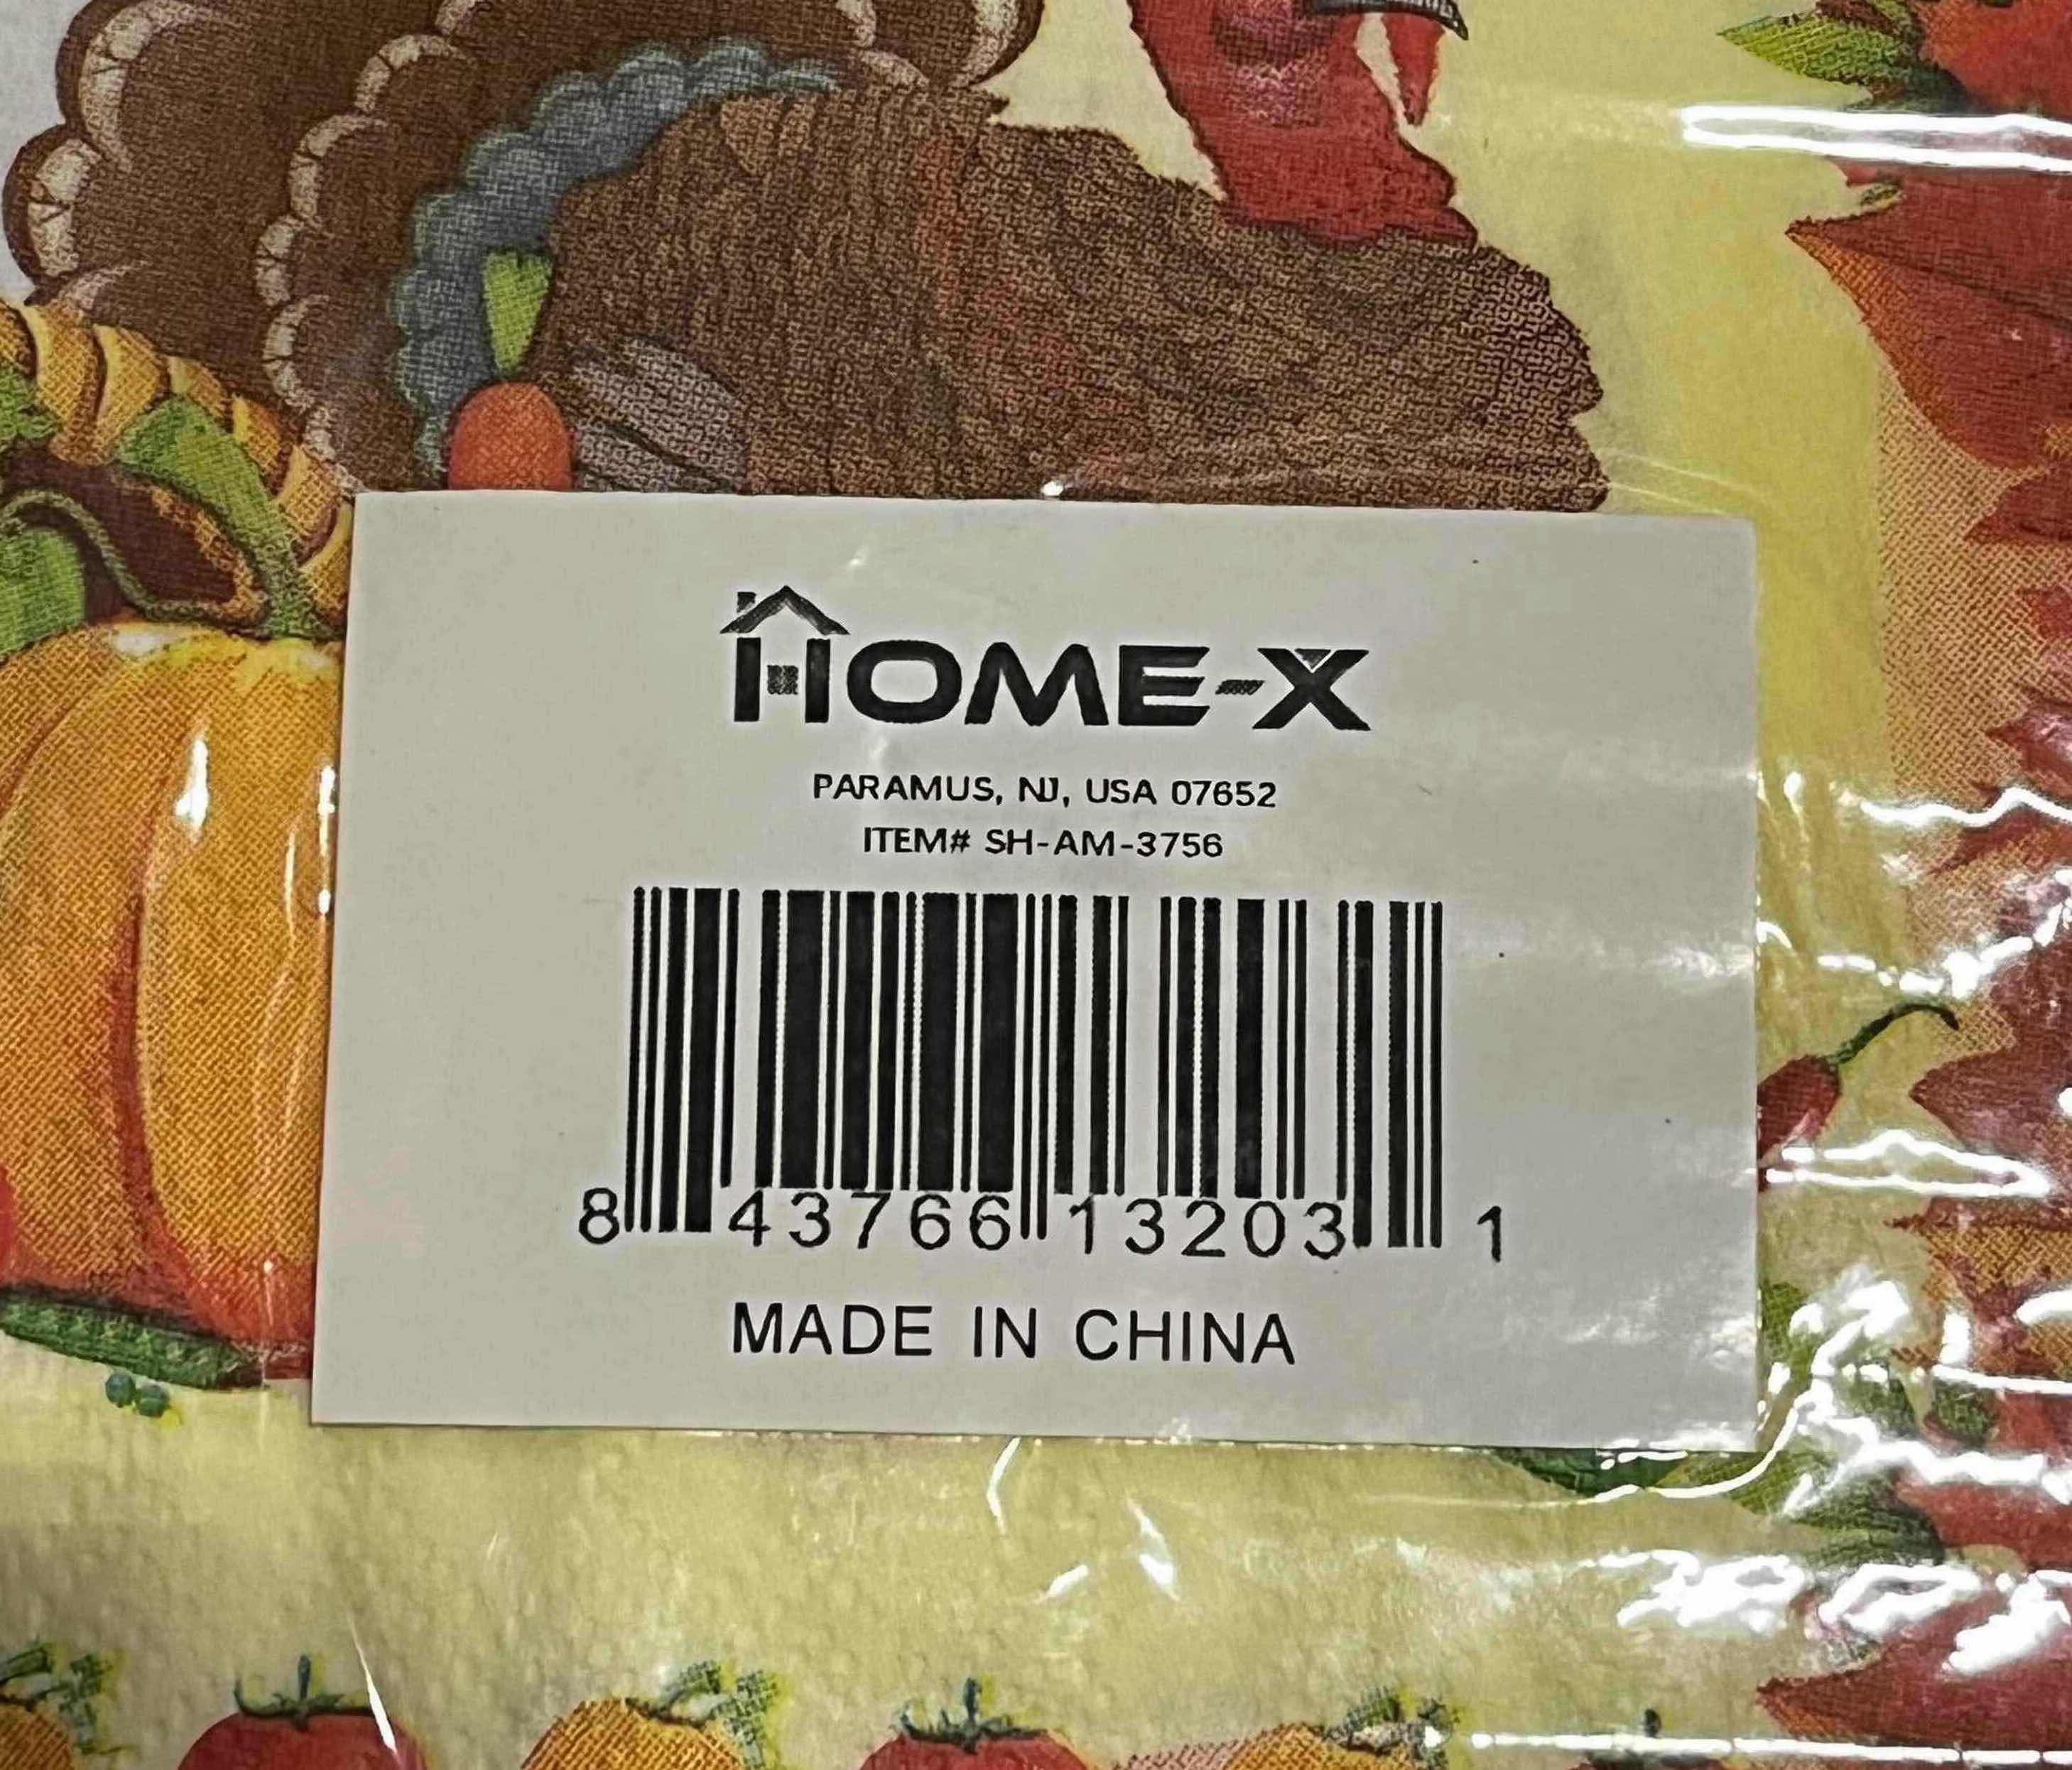 HOME-X
PARAMUS, NJ, USA 07652
ITEM# SH-AM-3756
8 43766 13203 1
MADE IN CHINA